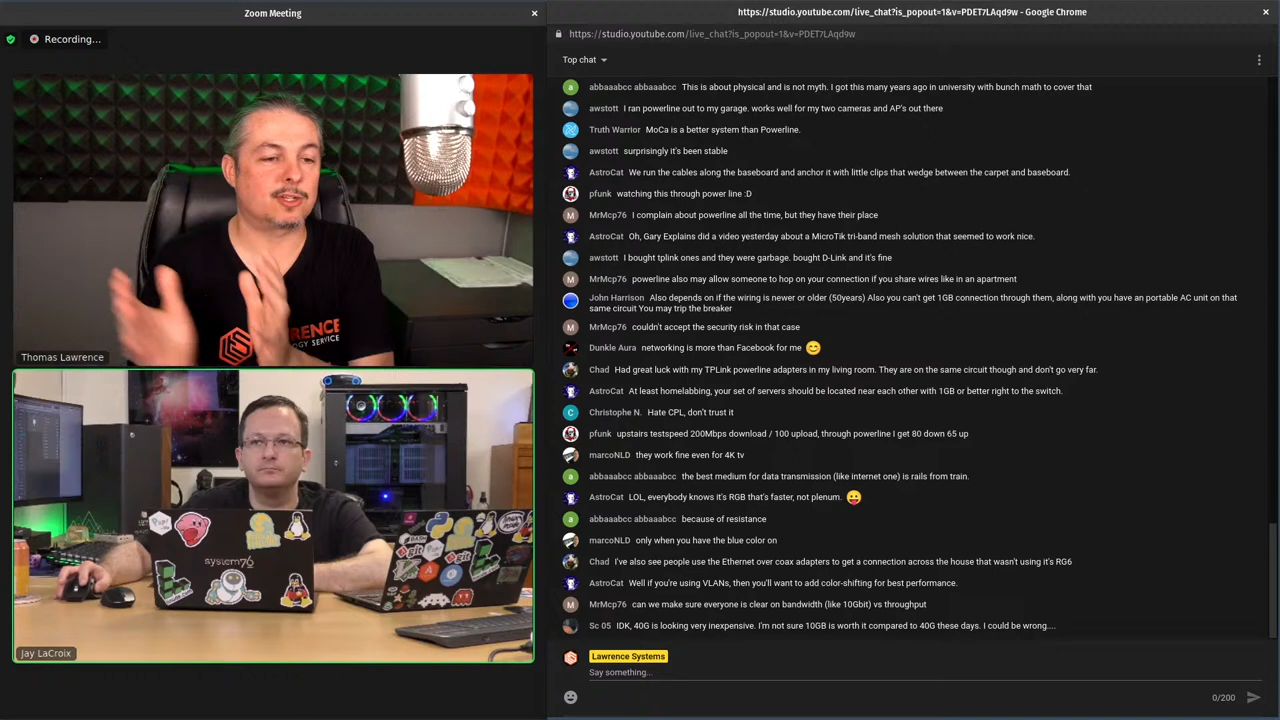 Zoom Meeting
×
Recording...
RENCE
OGY SERVICE
Thomas Lawrence
system76
git
git
BASH
Pop!
Jay LaCroix
https://studio.youtube.com/live_chat?is_popout=1&v=PDET7LAqd9w - Google Chrome
×
https://studio.youtube.com/live_chat?is_popout=1&v=PDET7LAqd9w
Top chat
a abbaaabcc abbaaabcc This is about physical and is not myth. I got this many years ago in university with bunch math to cover that
awstott I ran powerline out to my garage. works well for my two cameras and AP's out there
Truth Warrior MoCa is a better system than Powerline.
awstott surprisingly it's been stable
AstroCat We run the cables along the baseboard and anchor it with little clips that wedge between the carpet and baseboard.
pfunk watching this through power line :D
M MrMcp76 I complain about powerline all the time, but they have their place
AstroCat Oh, Gary Explains did a video yesterday about a MicroTik tri-band mesh solution that seemed to work nice.
awstott I bought tplink ones and they were garbage. bought D-Link and it's fine
M MrMcp76 powerline also may allow someone to hop on your connection if you share wires like in an apartment
John Harrison Also depends on if the wiring is newer or older (50years) Also you can't get 1GB connection through them, along with you have an portable AC unit on that
same circuit You may trip the breaker
M MrMcp76 couldn't accept the security risk in that case
Dunkle Aura networking is more than Facebook for me 😊
Chad Had great luck with my TPLink powerline adapters in my living room. They are on the same circuit though and don't go very far.
AstroCat At least homelabbing, your set of servers should be located near each other with 1GB or better right to the switch.
C Christophe N. Hate CPL, don't trust it
pfunk upstairs testspeed 200Mbps download / 100 upload, through powerline I get 80 down 65 up
marcoNLD they work fine even for 4K tv
a abbaaabcc abbaaabcc the best medium for data transmission (like internet one) is rails from train.
AstroCat LOL, everybody knows it's RGB that's faster, not plenum. 😛
a abbaaabcc abbaaabcc because of resistance
marcoNLD only when you have the blue color on
Chad I've also see people use the Ethernet over coax adapters to get a connection across the house that wasn't using it's RG6
AstroCat Well if you're using VLANs, then you'll want to add color-shifting for best performance.
M MrMcp76 can we make sure everyone is clear on bandwidth (like 10Gbit) vs throughput
Sc 05 IDK, 40G is looking very inexpensive. I'm not sure 10GB is worth it compared to 40G these days. I could be wrong....
Lawrence Systems
Say something...
0/200